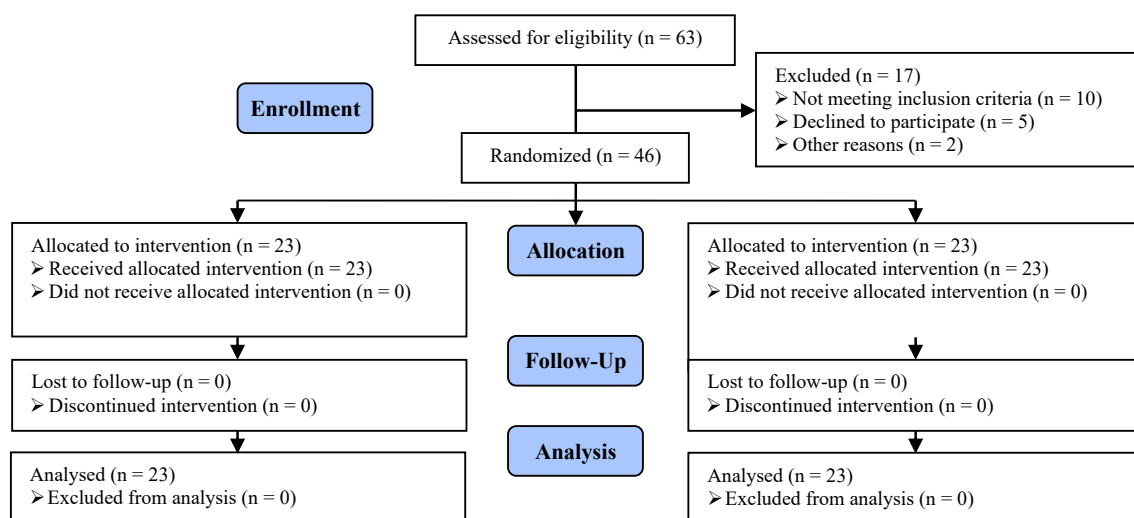 Assessed for eligibility (n = 63)
Enrollment
Excluded (n = 17)
➢ Not meeting inclusion criteria (n = 10)
➢ Declined to participate (n = 5)
➢ Other reasons (n = 2)
Randomized (n = 46)
Allocated to intervention (n = 23)
➢ Received allocated intervention (n = 23)
➢ Did not receive allocated intervention (n = 0)
Allocation
Allocated to intervention (n = 23)
➢ Received allocated intervention (n = 23)
➢ Did not receive allocated intervention (n = 0)
Follow-Up
Lost to follow-up (n = 0)
➢ Discontinued intervention (n = 0)
Lost to follow-up (n = 0)
➢ Discontinued intervention (n = 0)
Analysis
Analysed (n = 23)
➢ Excluded from analysis (n = 0)
Analysed (n = 23)
➢ Excluded from analysis (n = 0)